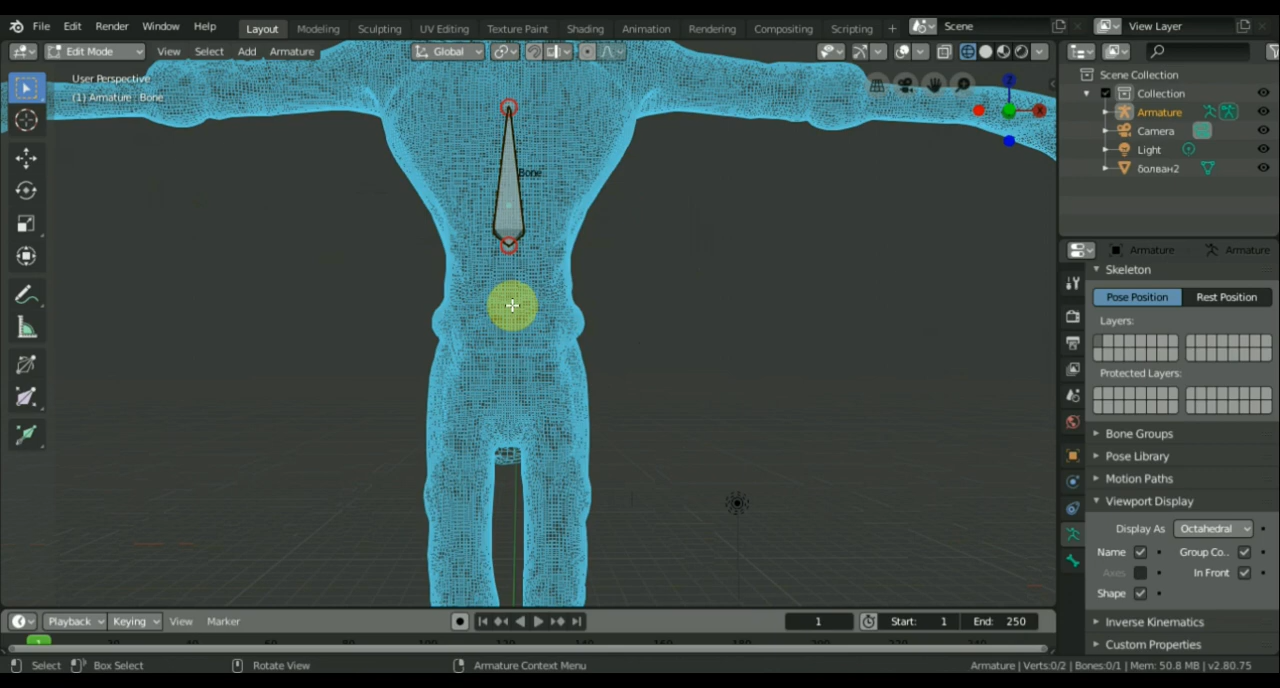 File Edit Render Window Help Layout Modeling Sculpting UV Editing Texture Paint Shading Animation Rendering Compositing Scripting + Scene View Layer
Edit Mode View Select Add Armature Global
User Perspective
(1) Armature : Bone
Bone
Scene Collection
Collection
Armature
Camera
Light
болван2
Armature Armature
Skeleton
Pose Position Rest Position
Layers:
Protected Layers:
Bone Groups
Pose Library
Motion Paths
Viewport Display
Display As Octahedral
Name Group Co..
Axes In Front
Shape
Inverse Kinematics
Custom Properties
Playback Keying View Marker 1 Start: 1 End: 250
1
Select Box Select Rotate View Armature Context Menu Armature | Verts:0/2 | Bones:0/1 | Mem: 50.8 MB | v2.80.75